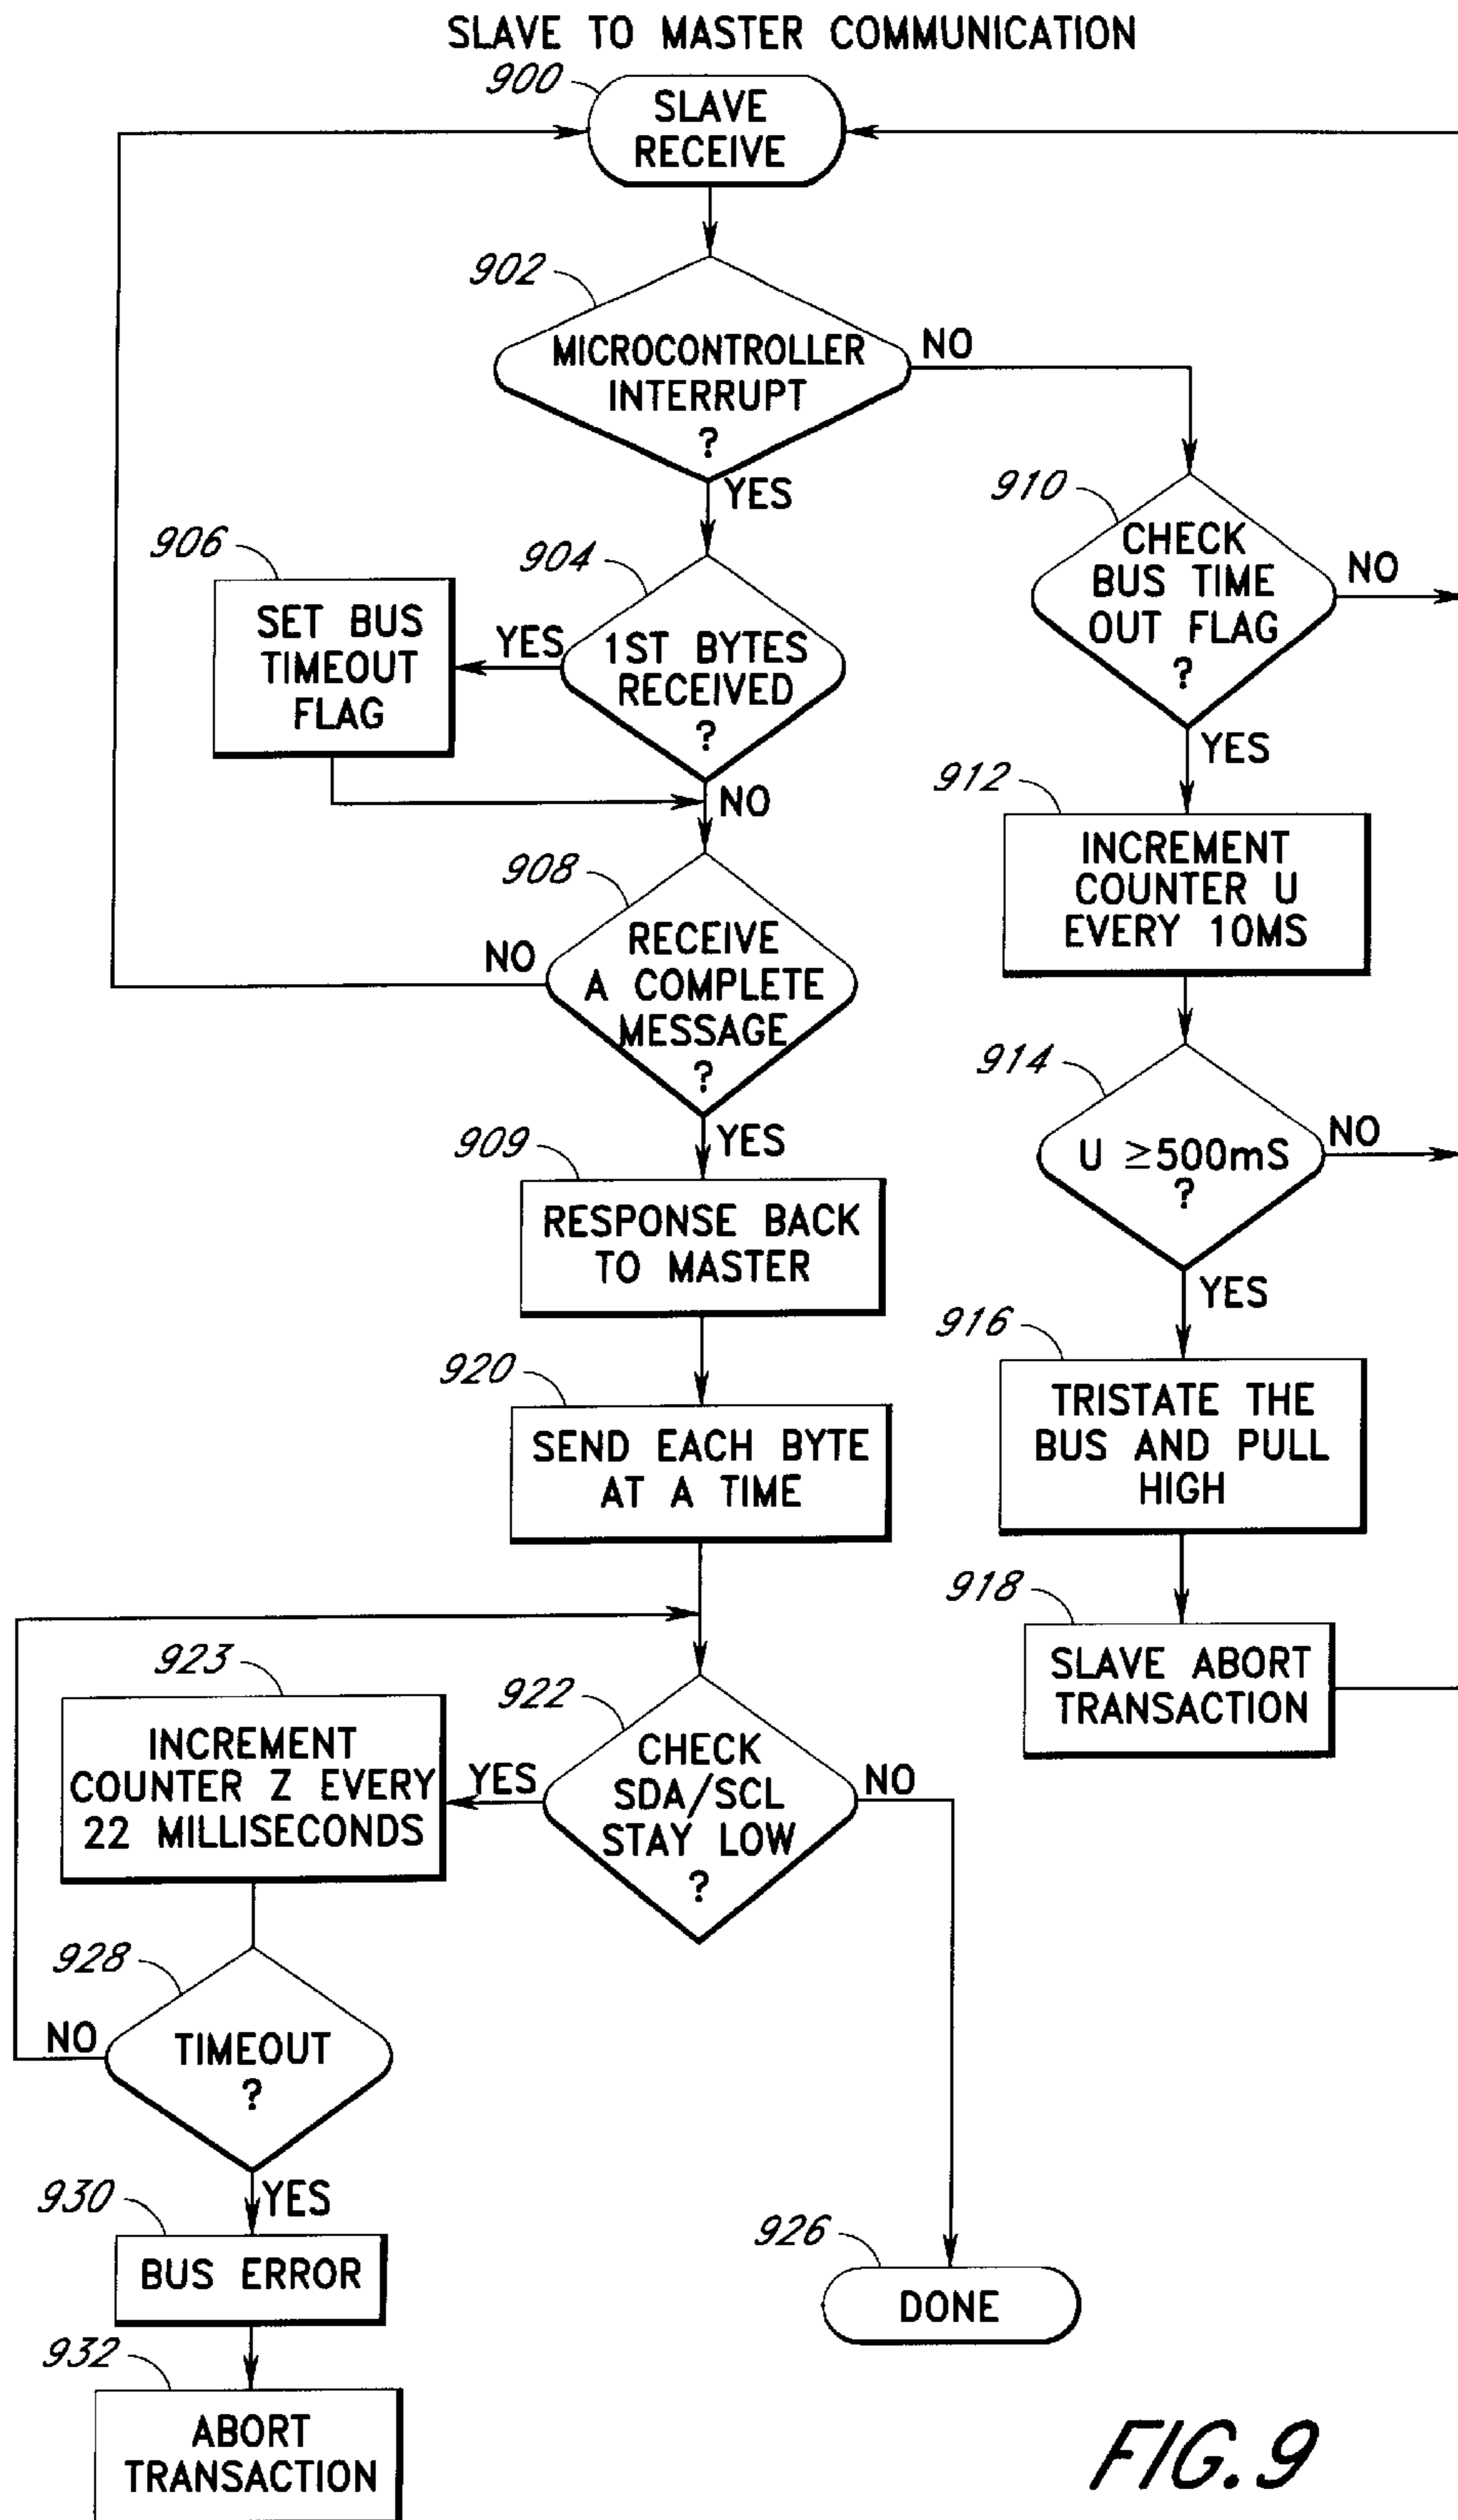 SLAVE TO MASTER COMMUNICATION
900
SLAVE
RECEIVE
902
MICROCONTROLLER
INTERRUPT
?
NO
YES
904
1ST BYTES
RECEIVED
?
YES
906
SET BUS
TIMEOUT
FLAG
NO
908
RECEIVE
A COMPLETE
MESSAGE
?
NO
YES
909
RESPONSE BACK
TO MASTER
920
SEND EACH BYTE
AT A TIME
910
CHECK
BUS TIME
OUT FLAG
?
NO
YES
912
INCREMENT
COUNTER U
EVERY 10MS
914
U ≥500mS
?
NO
YES
916
TRISTATE THE
BUS AND PULL
HIGH
918
SLAVE ABORT
TRANSACTION
922
CHECK
SDA/SCL
STAY LOW
?
YES
NO
923
INCREMENT
COUNTER Z EVERY
22 MILLISECONDS
928
TIMEOUT
?
NO
YES
930
BUS ERROR
932
ABORT
TRANSACTION
926
DONE
FIG.9